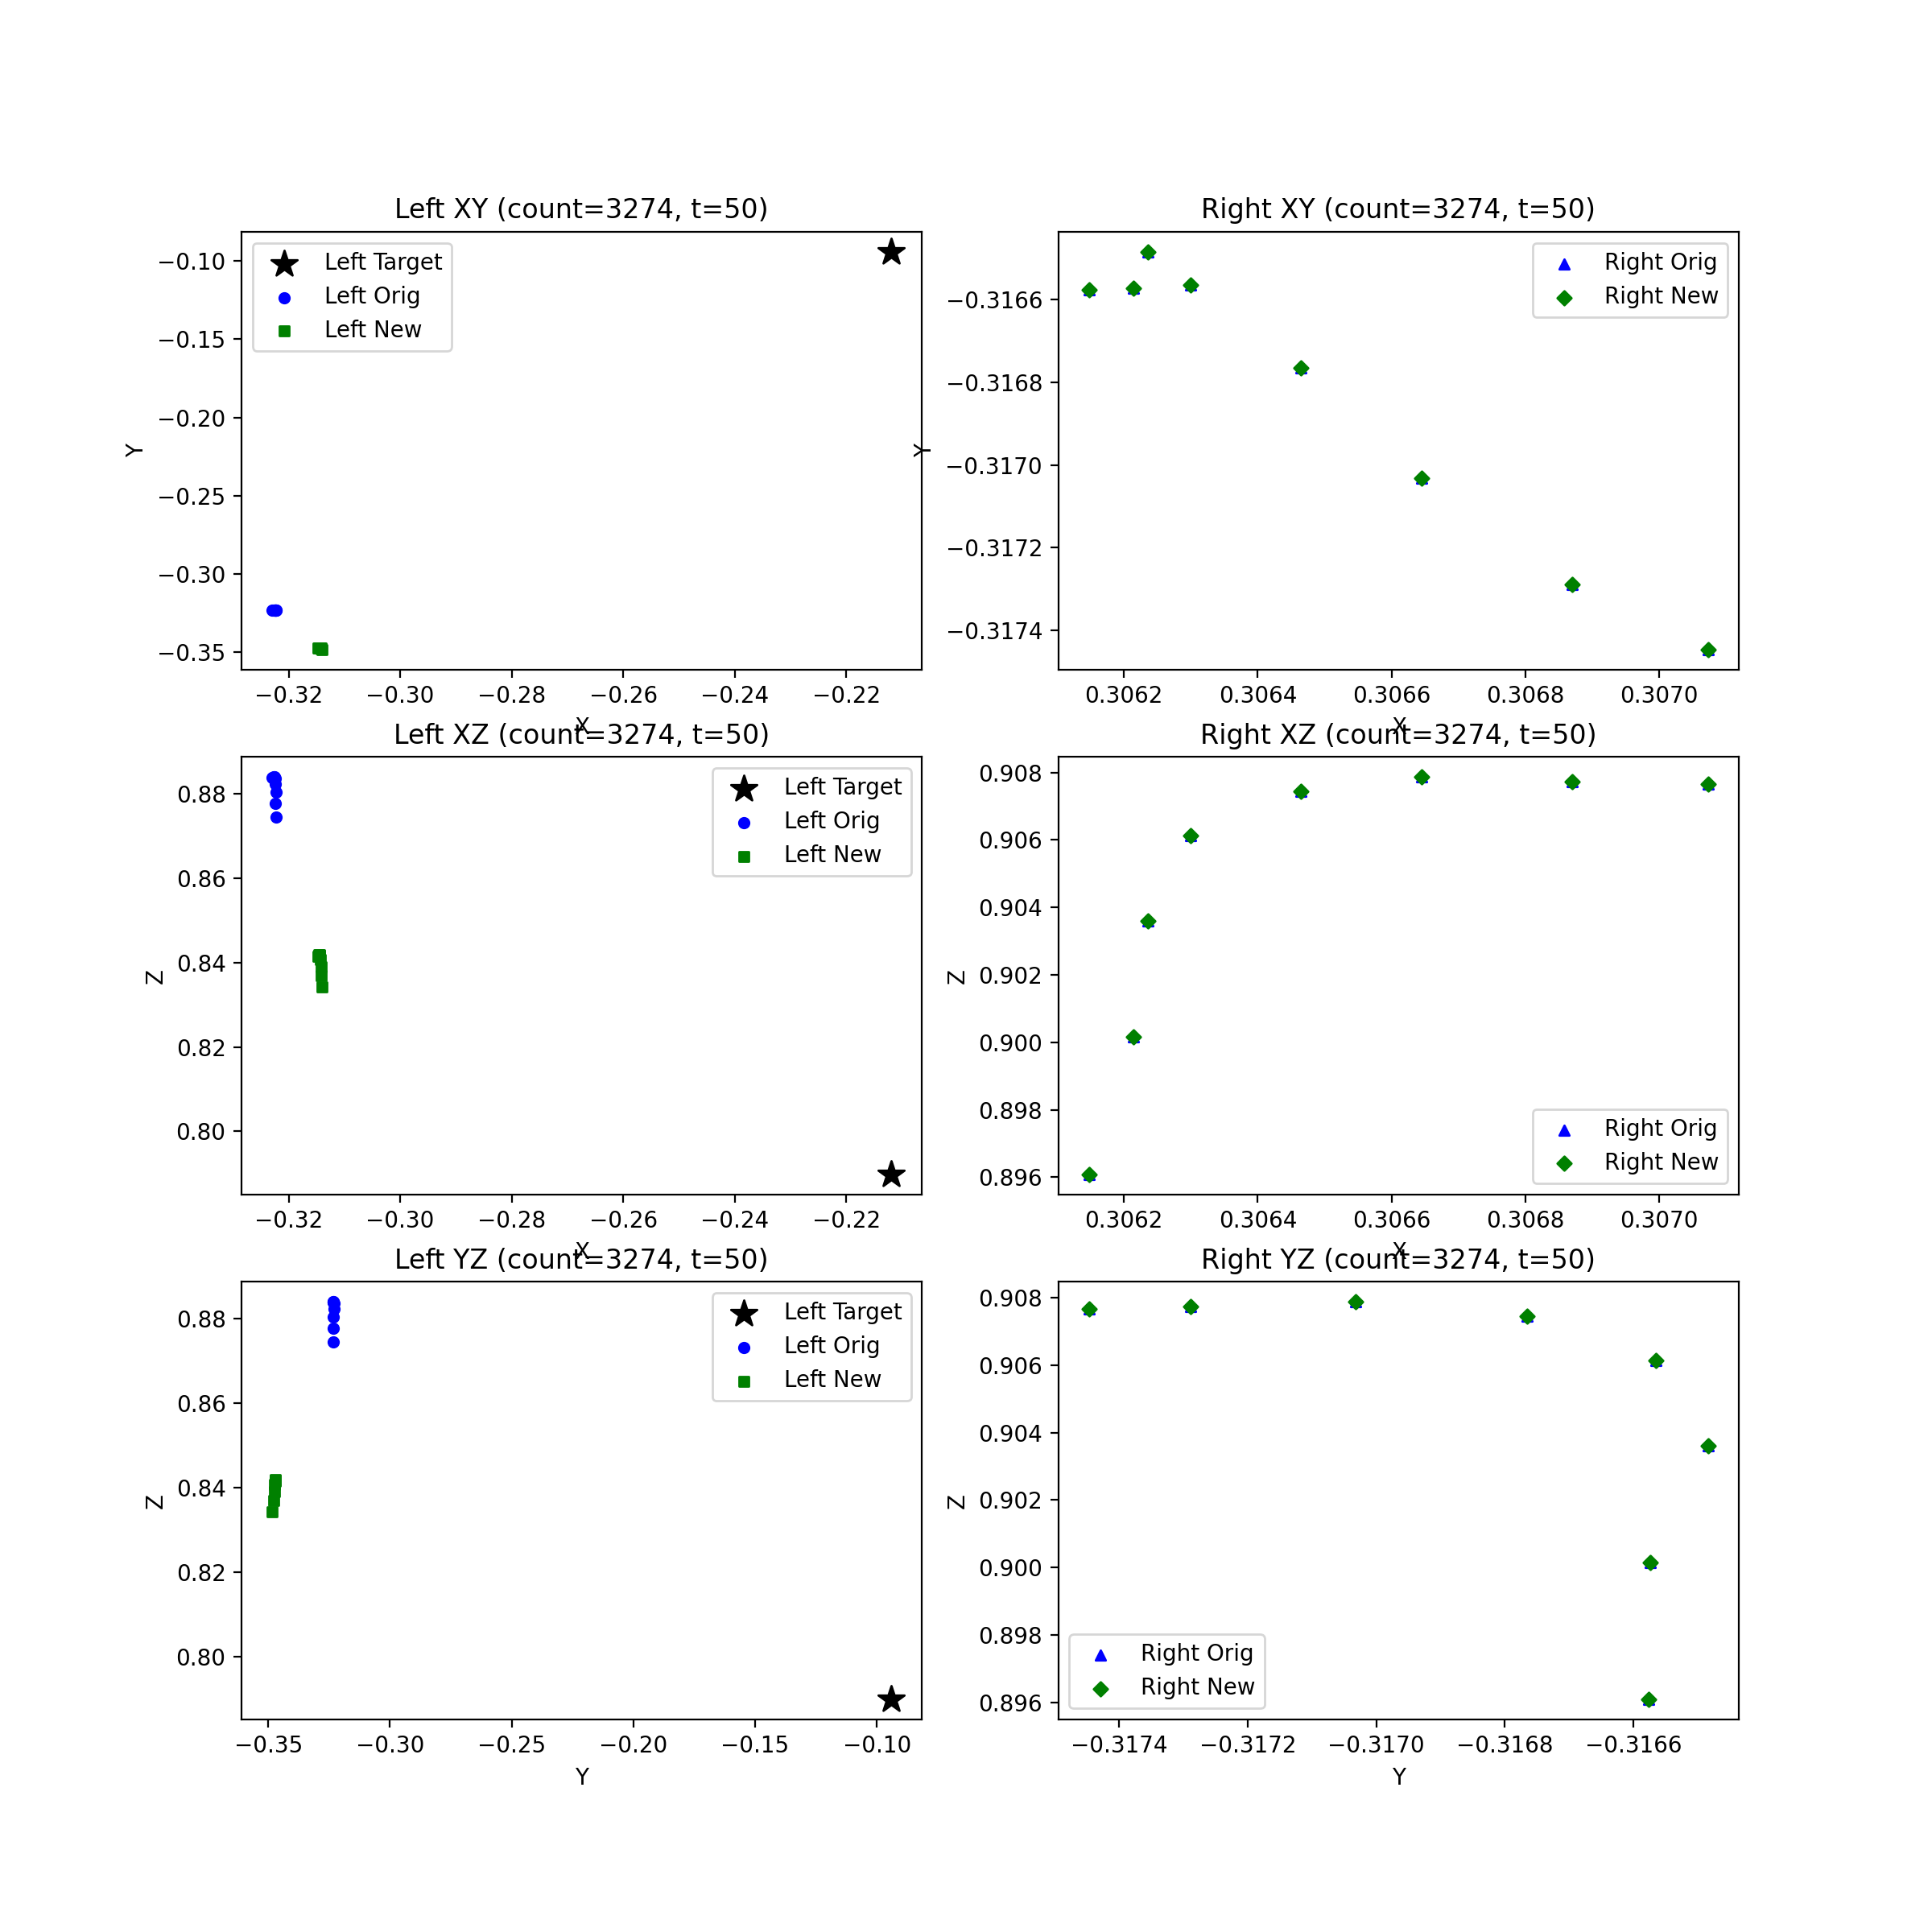 Left XY (count=3274, t=50)
−0.10
−0.15
−0.20
−0.25
−0.30
−0.35
Y
Left Target
Left Orig
Left New
−0.32 −0.30 −0.28 −0.26 −0.24 −0.22
X
Right XY (count=3274, t=50)
−0.3166
−0.3168
−0.3170
−0.3172
−0.3174
Y
Right Orig
Right New
0.3062 0.3064 0.3066 0.3068 0.3070
X
Left XZ (count=3274, t=50)
0.88
0.86
0.84
0.82
0.80
Z
Left Target
Left Orig
Left New
−0.32 −0.30 −0.28 −0.26 −0.24 −0.22
X
Right XZ (count=3274, t=50)
0.908
0.906
0.904
0.902
0.900
0.898
0.896
Z
Right Orig
Right New
0.3062 0.3064 0.3066 0.3068 0.3070
X
Left YZ (count=3274, t=50)
0.88
0.86
0.84
0.82
0.80
Z
Left Target
Left Orig
Left New
−0.35 −0.30 −0.25 −0.20 −0.15 −0.10
Y
Right YZ (count=3274, t=50)
0.908
0.906
0.904
0.902
0.900
0.898
0.896
Z
Right Orig
Right New
−0.3174 −0.3172 −0.3170 −0.3168 −0.3166
Y